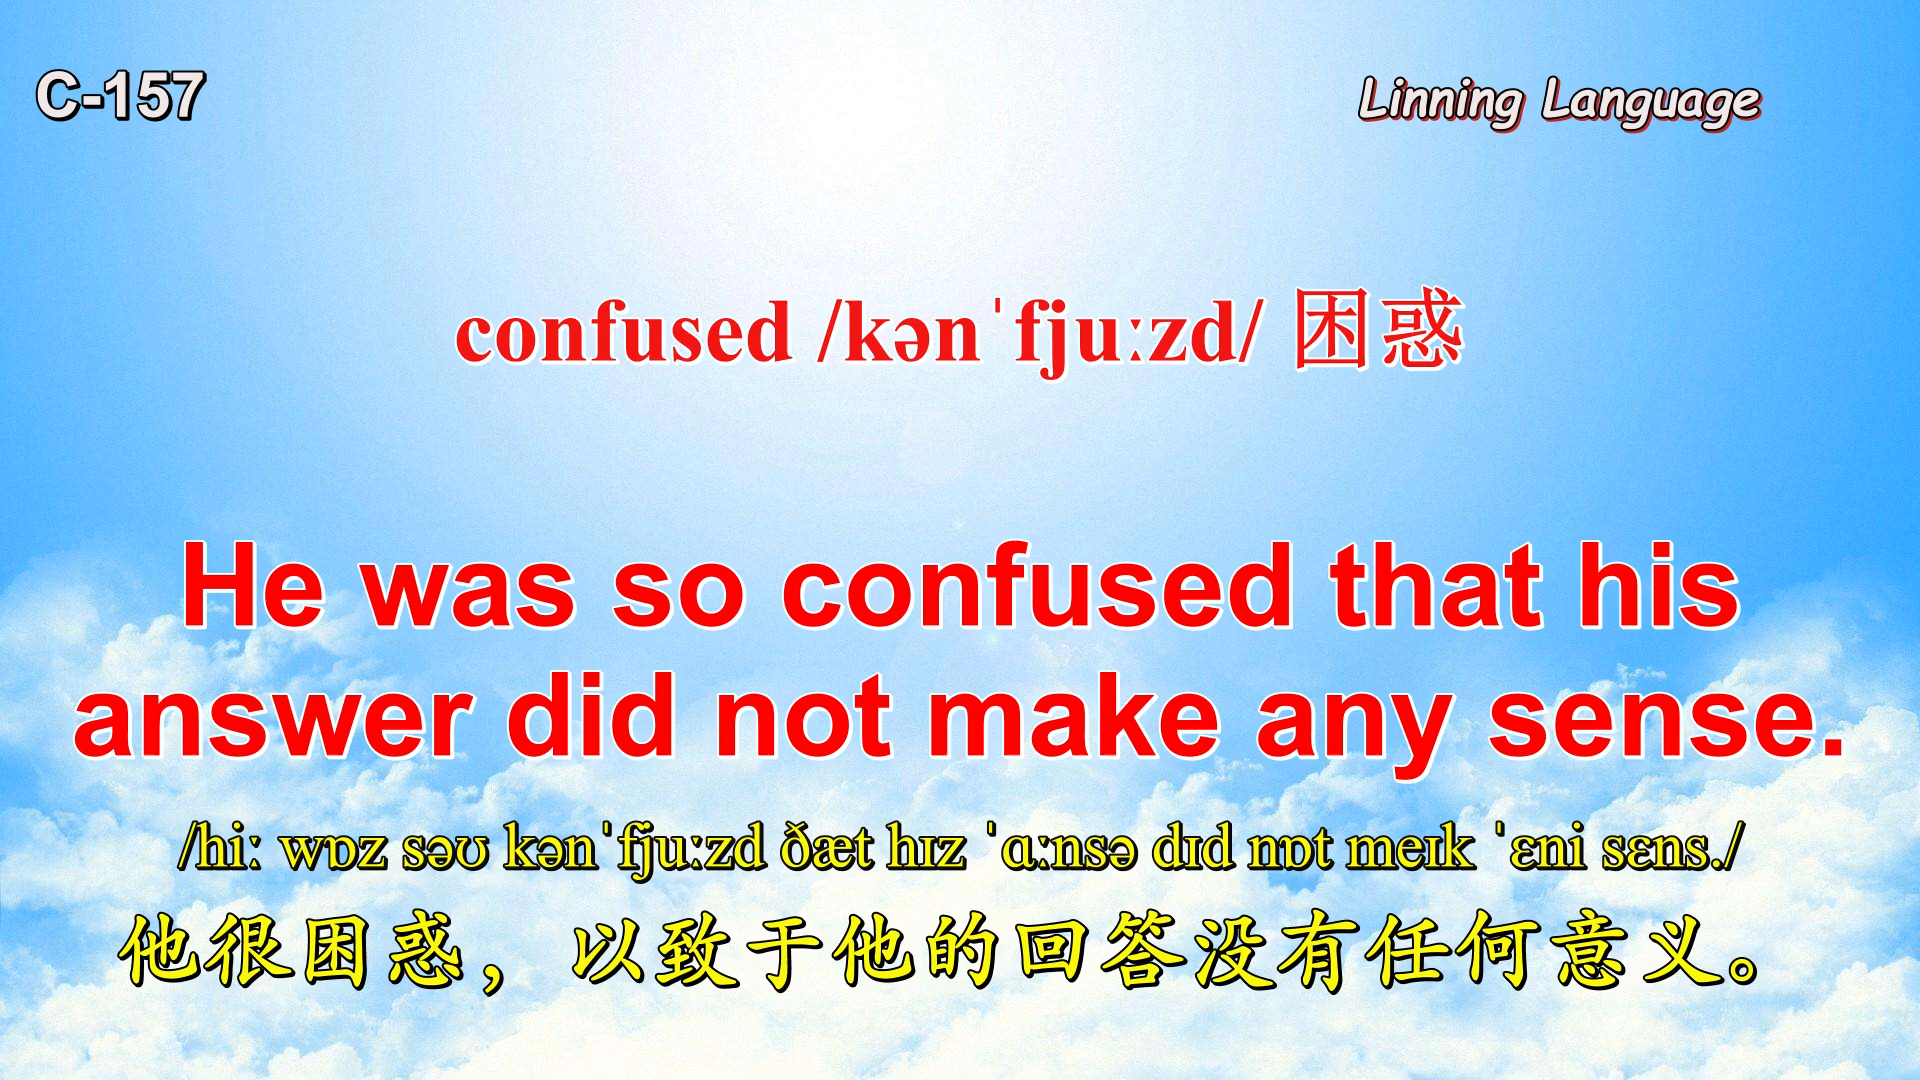 C-157
Linning Language
confused /kənˈfjuːzd/ 困惑
He was so confused that his
answer did not make any sense.
/hiː wɒz səʊ kənˈfjuːzd ðæt hɪz ˈɑːnsə dɪd nɒt meɪk ˈɛni sɛns./
他很困惑，以致于他的回答没有任何意义。